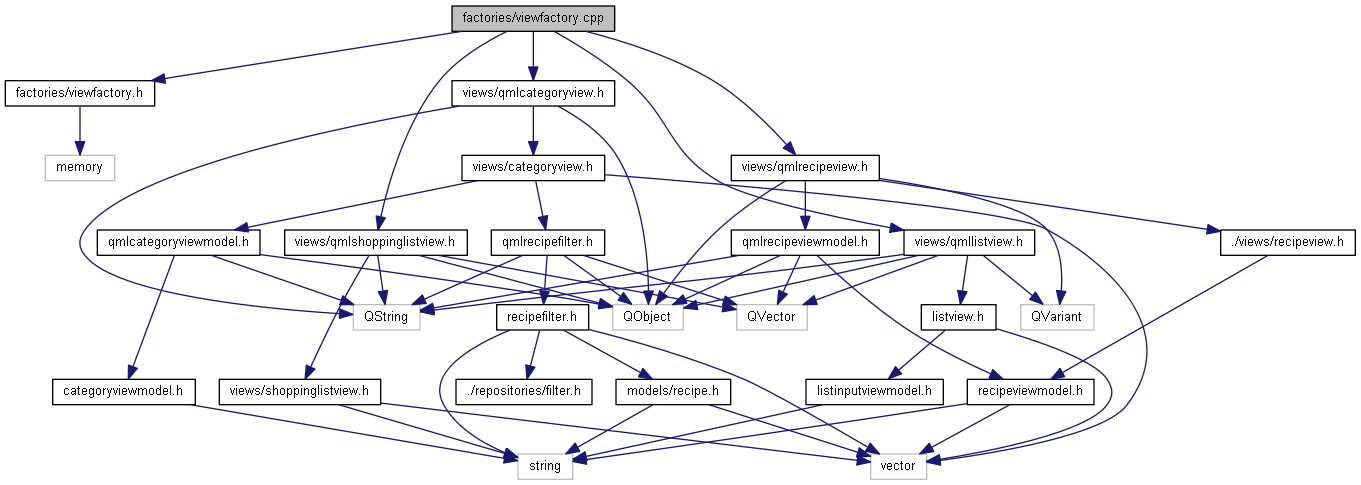 factories/viewfactory.cpp
factories/viewfactory.h
views/qmlcategoryview.h
memory
views/categoryview.h
views/qmlrecipeview.h
qmlcategoryviewmodel.h
views/qmlshoppinglistview.h
qmlrecipefilter.h
qmlrecipeviewmodel.h
views/qmllistview.h
./views/recipeview.h
QString
recipefilter.h
QObject
QVector
listview.h
QVariant
categoryviewmodel.h
views/shoppinglistview.h
./repositories/filter.h
models/recipe.h
listinputviewmodel.h
recipeviewmodel.h
string
vector